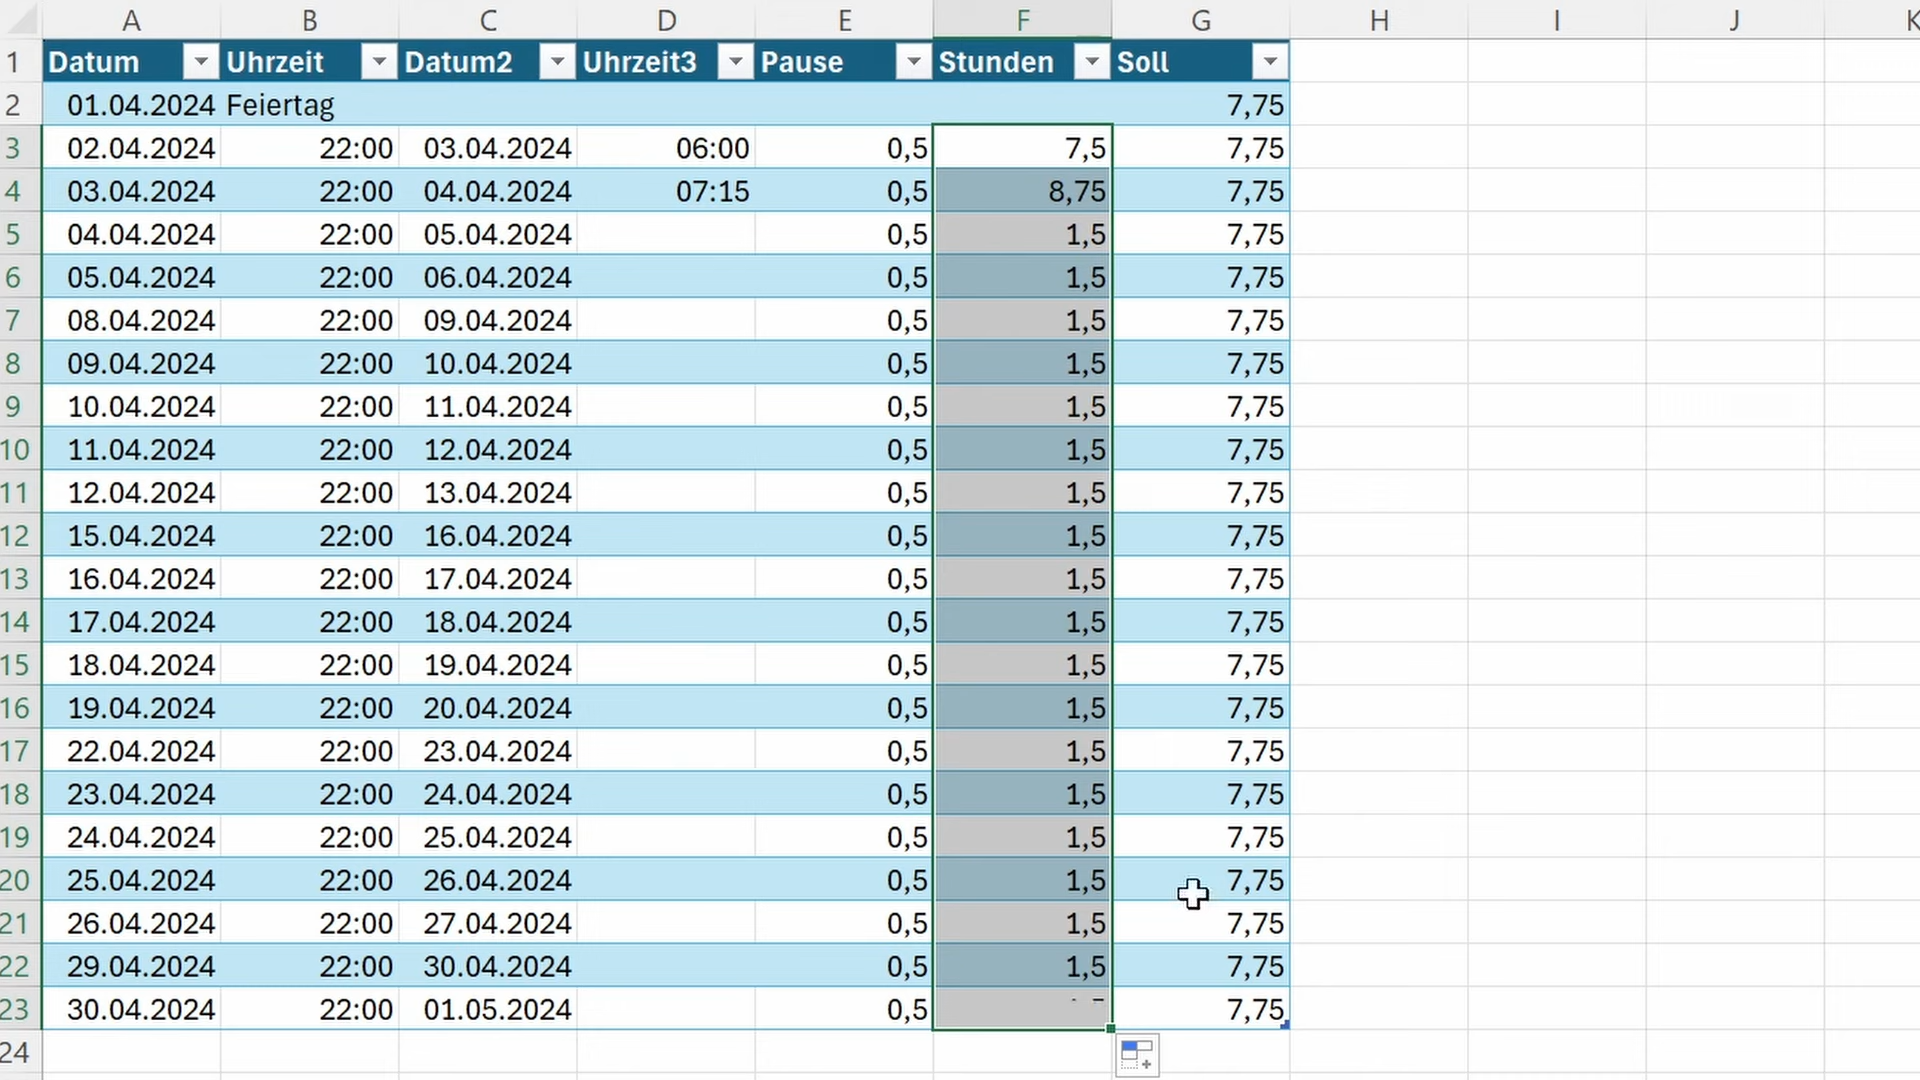 A B C D E F G H I J K
1 Datum Uhrzeit Datum2 Uhrzeit3 Pause Stunden Soll
2 01.04.2024 Feiertag 7,75
3 02.04.2024 22:00 03.04.2024 06:00 0,5 7,5 7,75
4 03.04.2024 22:00 04.04.2024 07:15 0,5 8,75 7,75
5 04.04.2024 22:00 05.04.2024 0,5 1,5 7,75
6 05.04.2024 22:00 06.04.2024 0,5 1,5 7,75
7 08.04.2024 22:00 09.04.2024 0,5 1,5 7,75
8 09.04.2024 22:00 10.04.2024 0,5 1,5 7,75
9 10.04.2024 22:00 11.04.2024 0,5 1,5 7,75
10 11.04.2024 22:00 12.04.2024 0,5 1,5 7,75
11 12.04.2024 22:00 13.04.2024 0,5 1,5 7,75
12 15.04.2024 22:00 16.04.2024 0,5 1,5 7,75
13 16.04.2024 22:00 17.04.2024 0,5 1,5 7,75
14 17.04.2024 22:00 18.04.2024 0,5 1,5 7,75
15 18.04.2024 22:00 19.04.2024 0,5 1,5 7,75
16 19.04.2024 22:00 20.04.2024 0,5 1,5 7,75
17 22.04.2024 22:00 23.04.2024 0,5 1,5 7,75
18 23.04.2024 22:00 24.04.2024 0,5 1,5 7,75
19 24.04.2024 22:00 25.04.2024 0,5 1,5 7,75
20 25.04.2024 22:00 26.04.2024 0,5 1,5 7,75
21 26.04.2024 22:00 27.04.2024 0,5 1,5 7,75
22 29.04.2024 22:00 30.04.2024 0,5 1,5 7,75
23 30.04.2024 22:00 01.05.2024 0,5 7,75
24